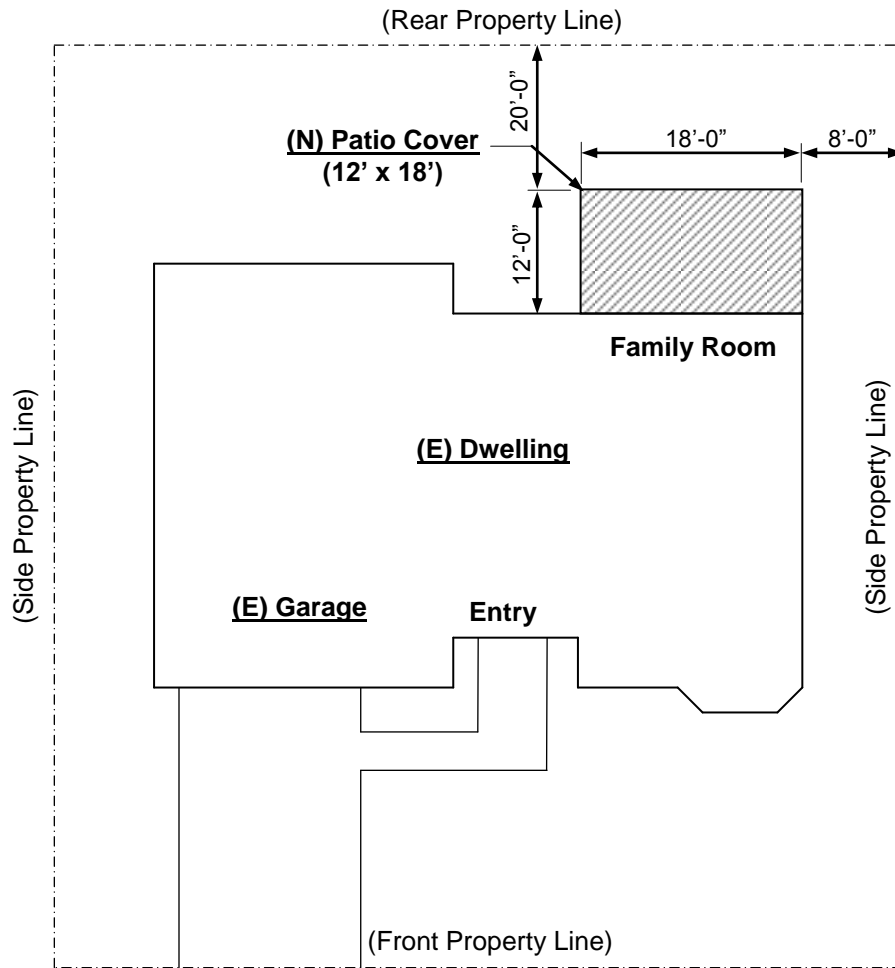 (Rear Property Line)
20’-0”
(N) Patio Cover
(12’ x 18’)
18’-0”
8’-0”
12’-0”
Family Room
(Side Property Line)
(E) Dwelling
(Side Property Line)
(E) Garage
Entry
(Front Property Line)